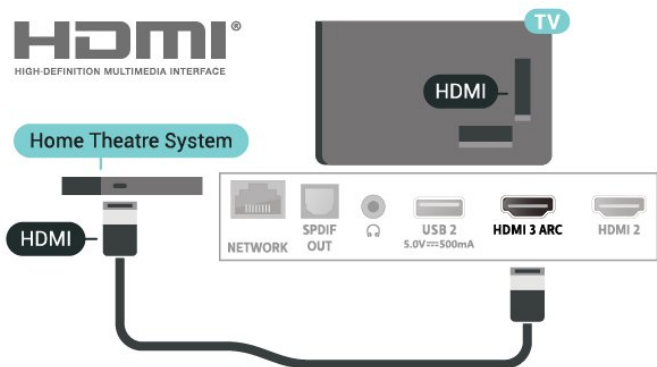 HDMI®
HIGH-DEFINITION MULTIMEDIA INTERFACE
TV
HDMI
Home Theatre System
HDMI
NETWORK
SPDIF
OUT
USB 2
5.0V⎓500mA
HDMI 3 ARC
HDMI 2